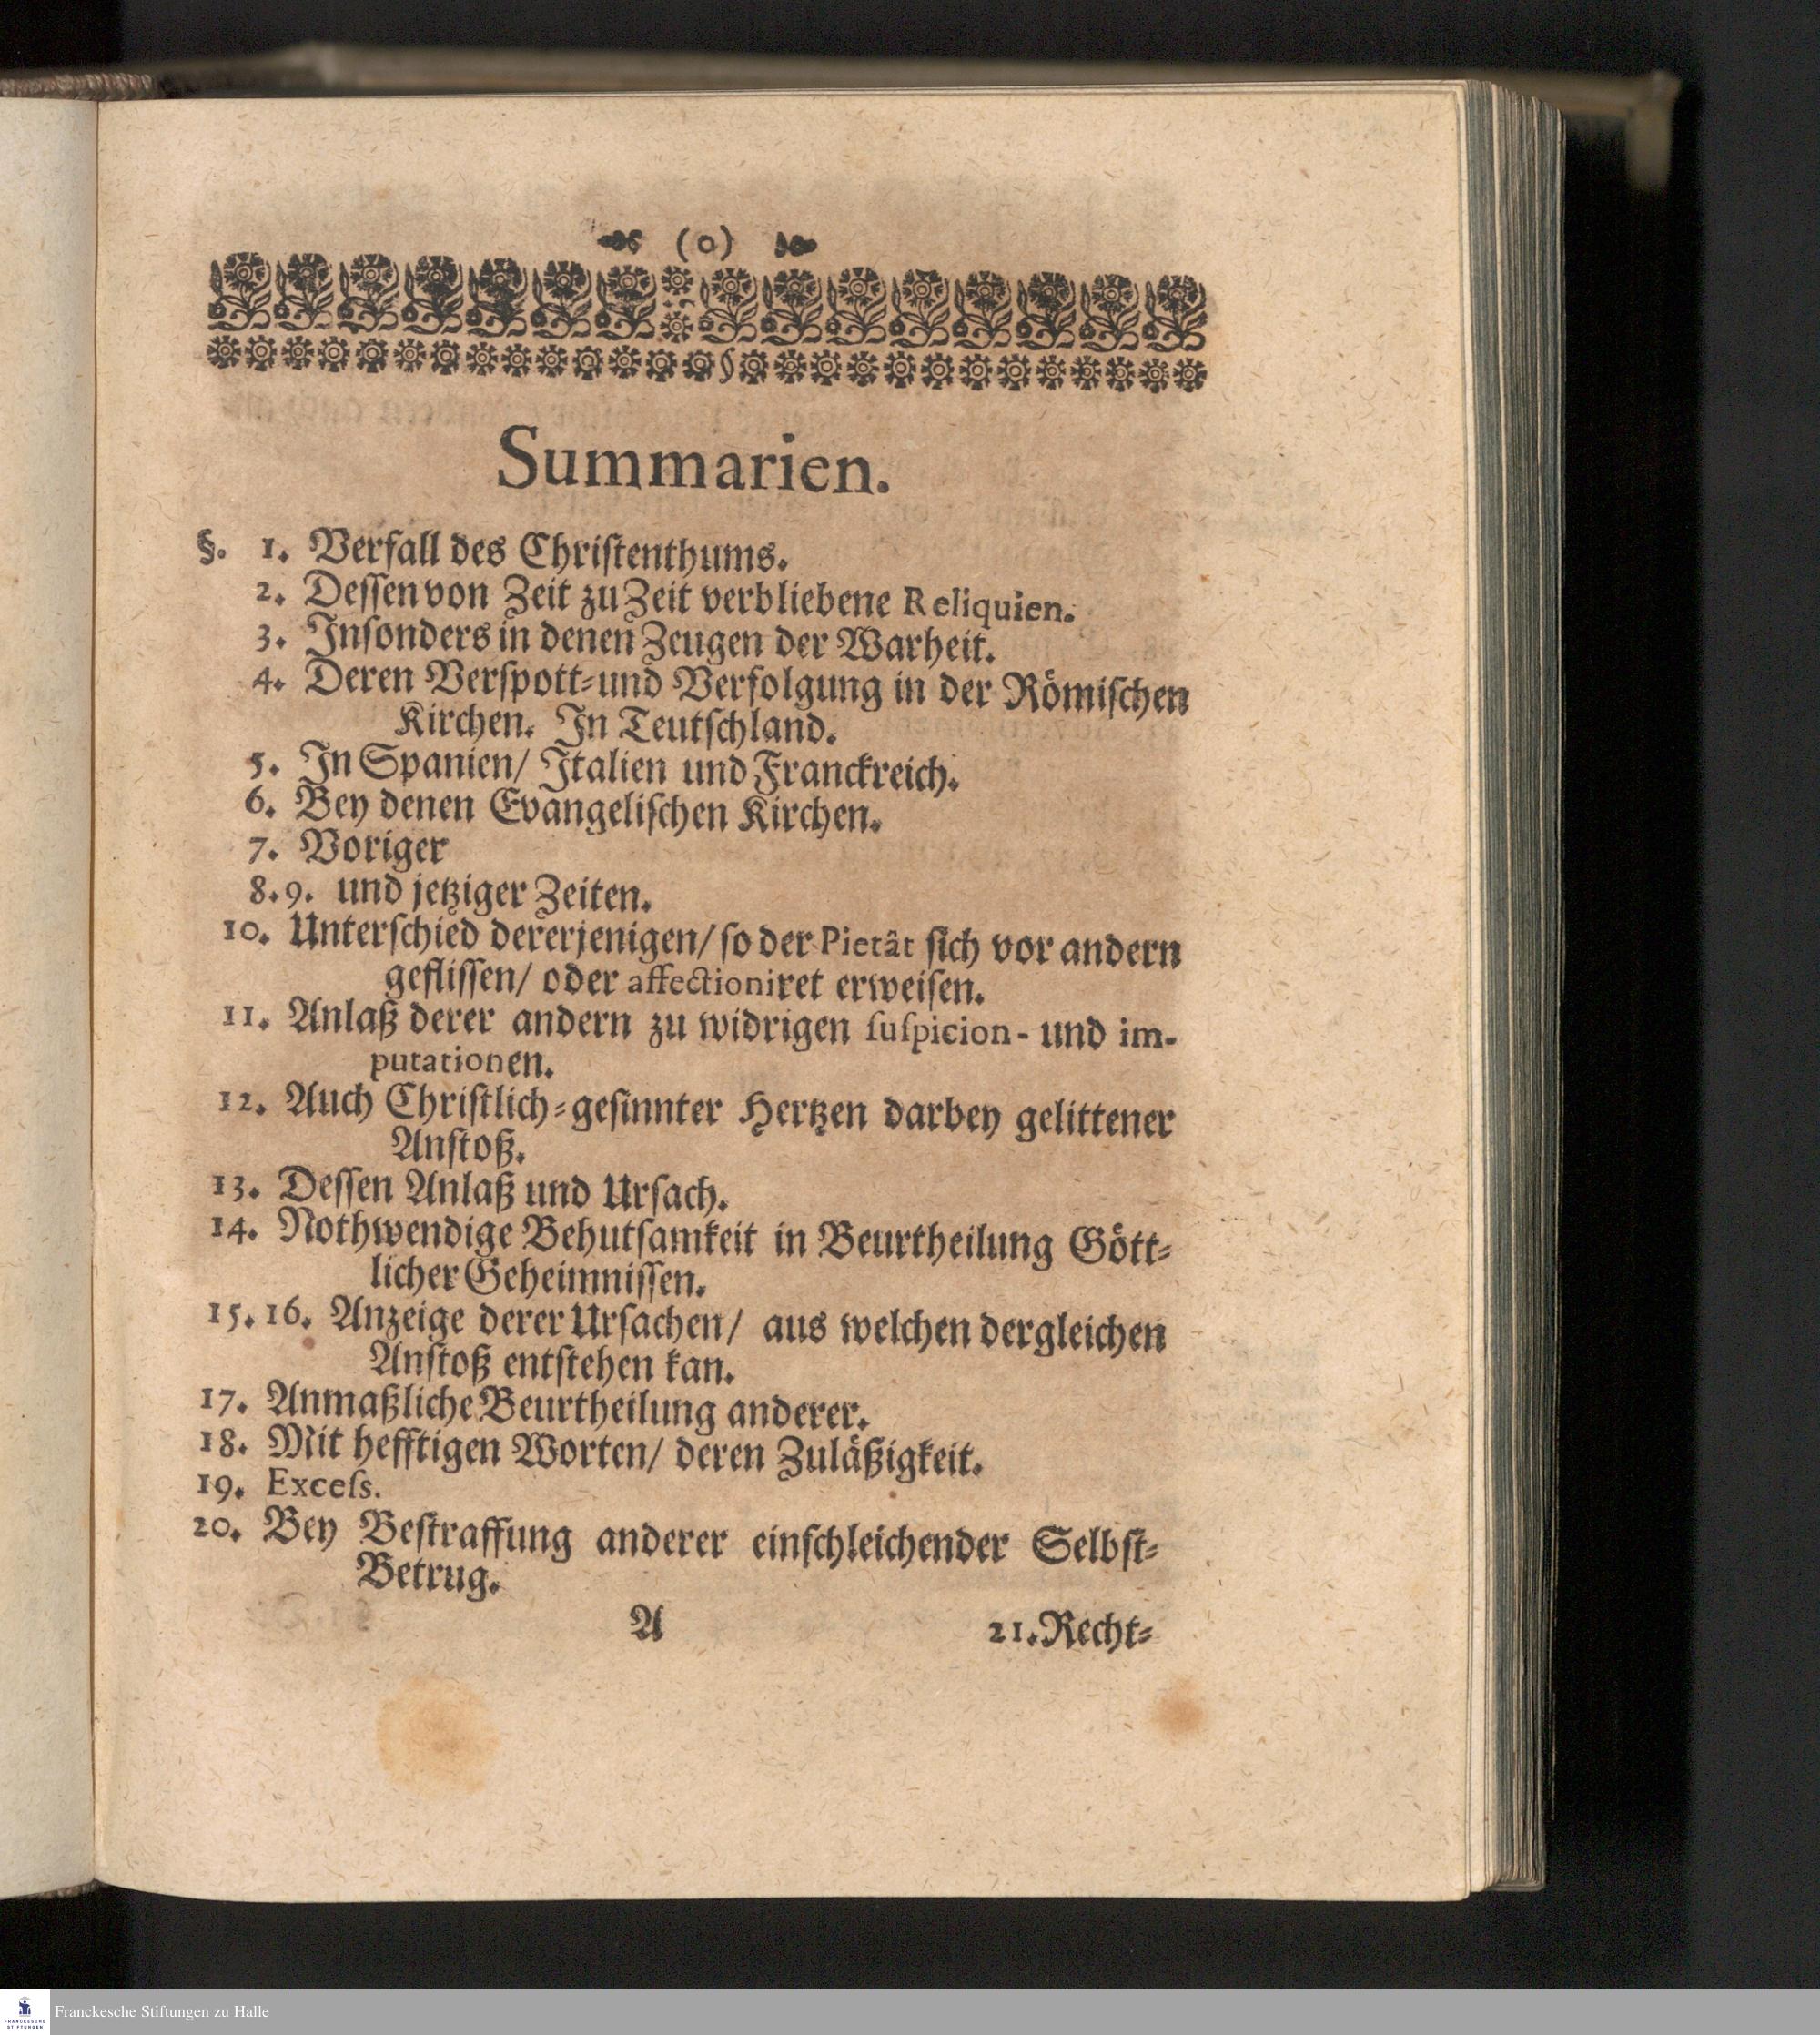 (o)
Summarien.
§. 1. Verfall des Chriſtenthums.
2. Deſſen von Zeit zu Zeit verbliebene Reliquien.
3. Inſonders in denen Zeugen der Warheit.
4. Deren Verſpott-und Verfolgung in der Römiſchen
Kirchen. In Teutſchland.
5. In Spanien/ Italien und Franckreich.
6. Bey denen Evangeliſchen Kirchen.
7. Voriger
8. 9. und jetziger Zeiten.
10. Unterſchied dererjenigen/ ſo der Pietät ſich vor andern
gefliſſen/ oder affectioniret erweiſen.
11. Anlaß derer andern zu widrigen ſuſpicion- und im-
putationen.
12. Auch Chriſtlich-geſinnter Hertzen darbey gelittener
Anſtoß.
13. Deſſen Anlaß und Urſach.
14. Nothwendige Behutſamkeit in Beurtheilung Gött-
licher Geheimniſſen.
15. 16. Anzeige derer Urſachen/ aus welchen dergleichen
Anſtoß entſtehen kan.
17. Anmaßliche Beurtheilung anderer.
18. Mit hefftigen Worten/ deren Zuläßigkeit.
19. Exceſs.
20. Bey Beſtraffung anderer einſchleichender Selbſt-
Betrug.
A 21. Recht-
Franckesche Stiftungen zu Halle
FRANCKESCHE
STIFTUNGEN